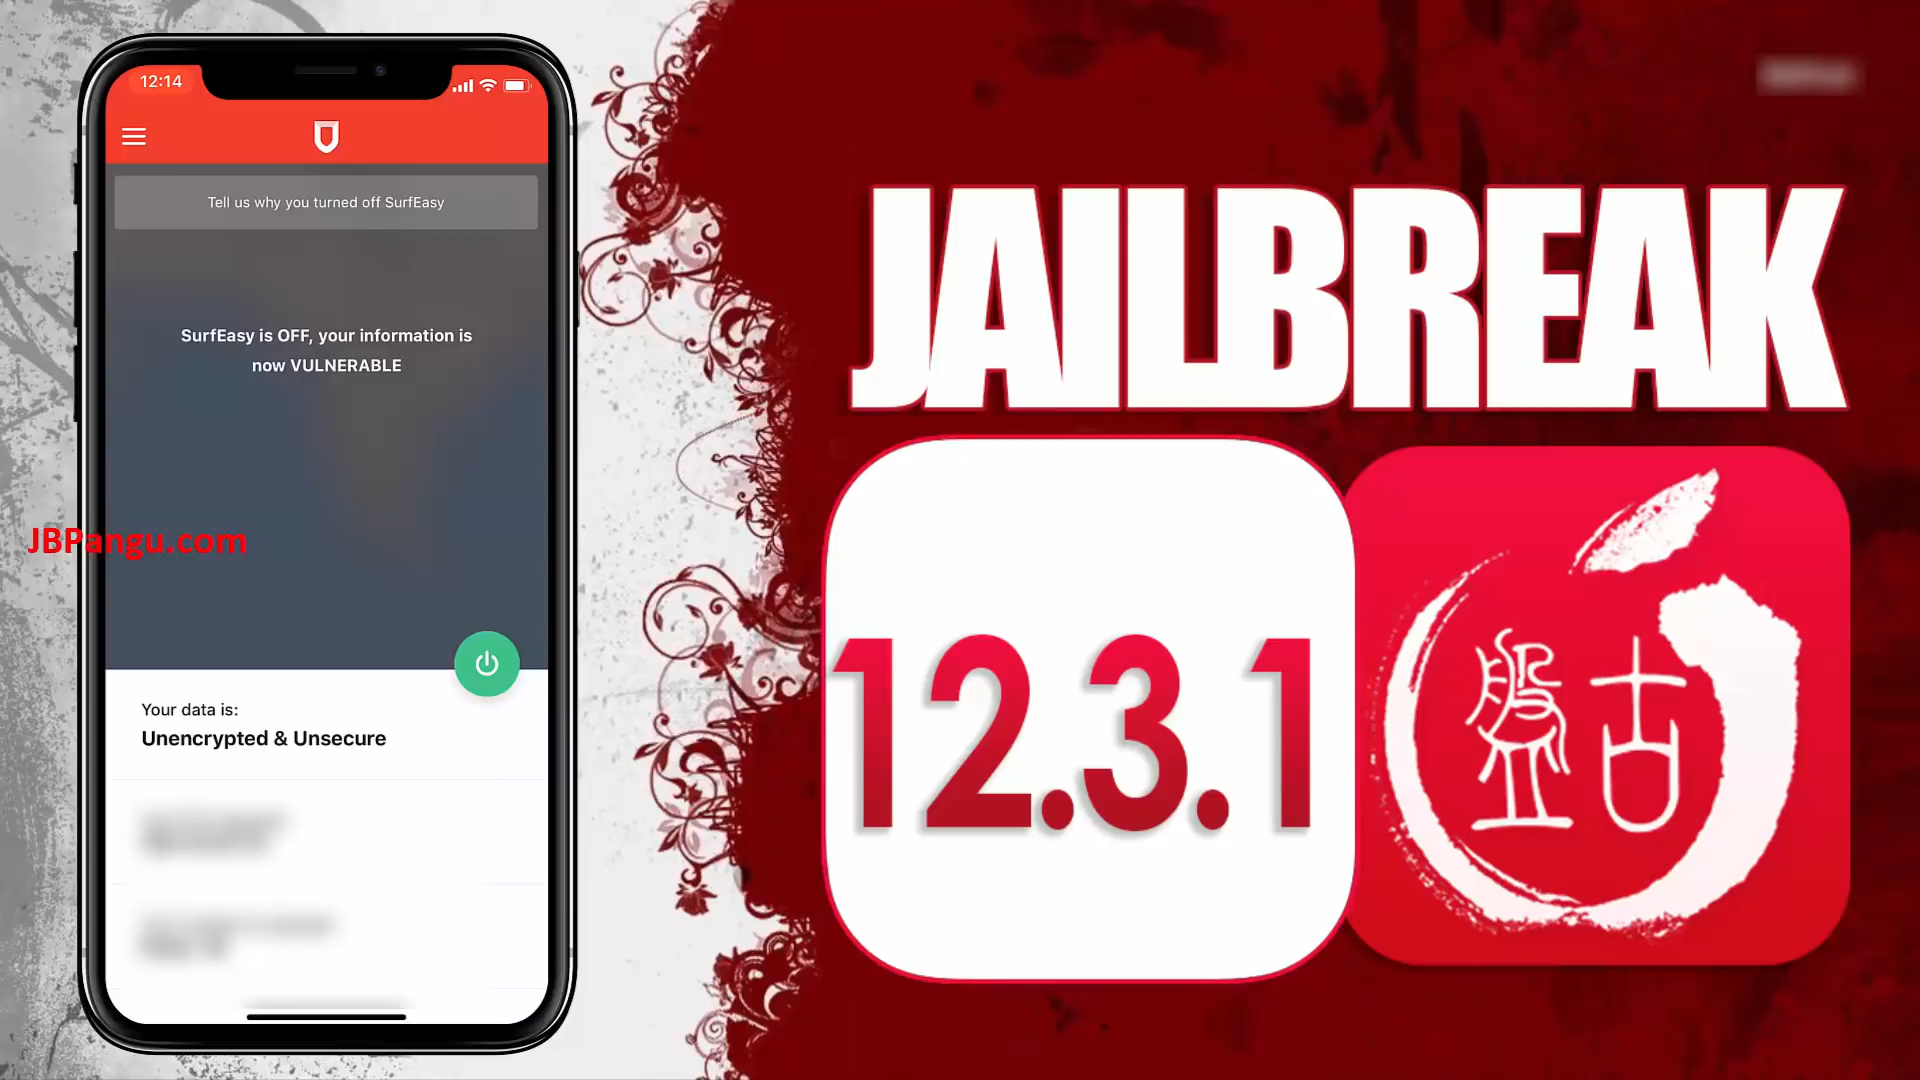 12:14
Tell us why you turned off SurfEasy
SurfEasy is OFF, your information is
now VULNERABLE
JBPangu.com
Your data is:
Unencrypted & Unsecure
JAILBREAK
12.3.1
盤古